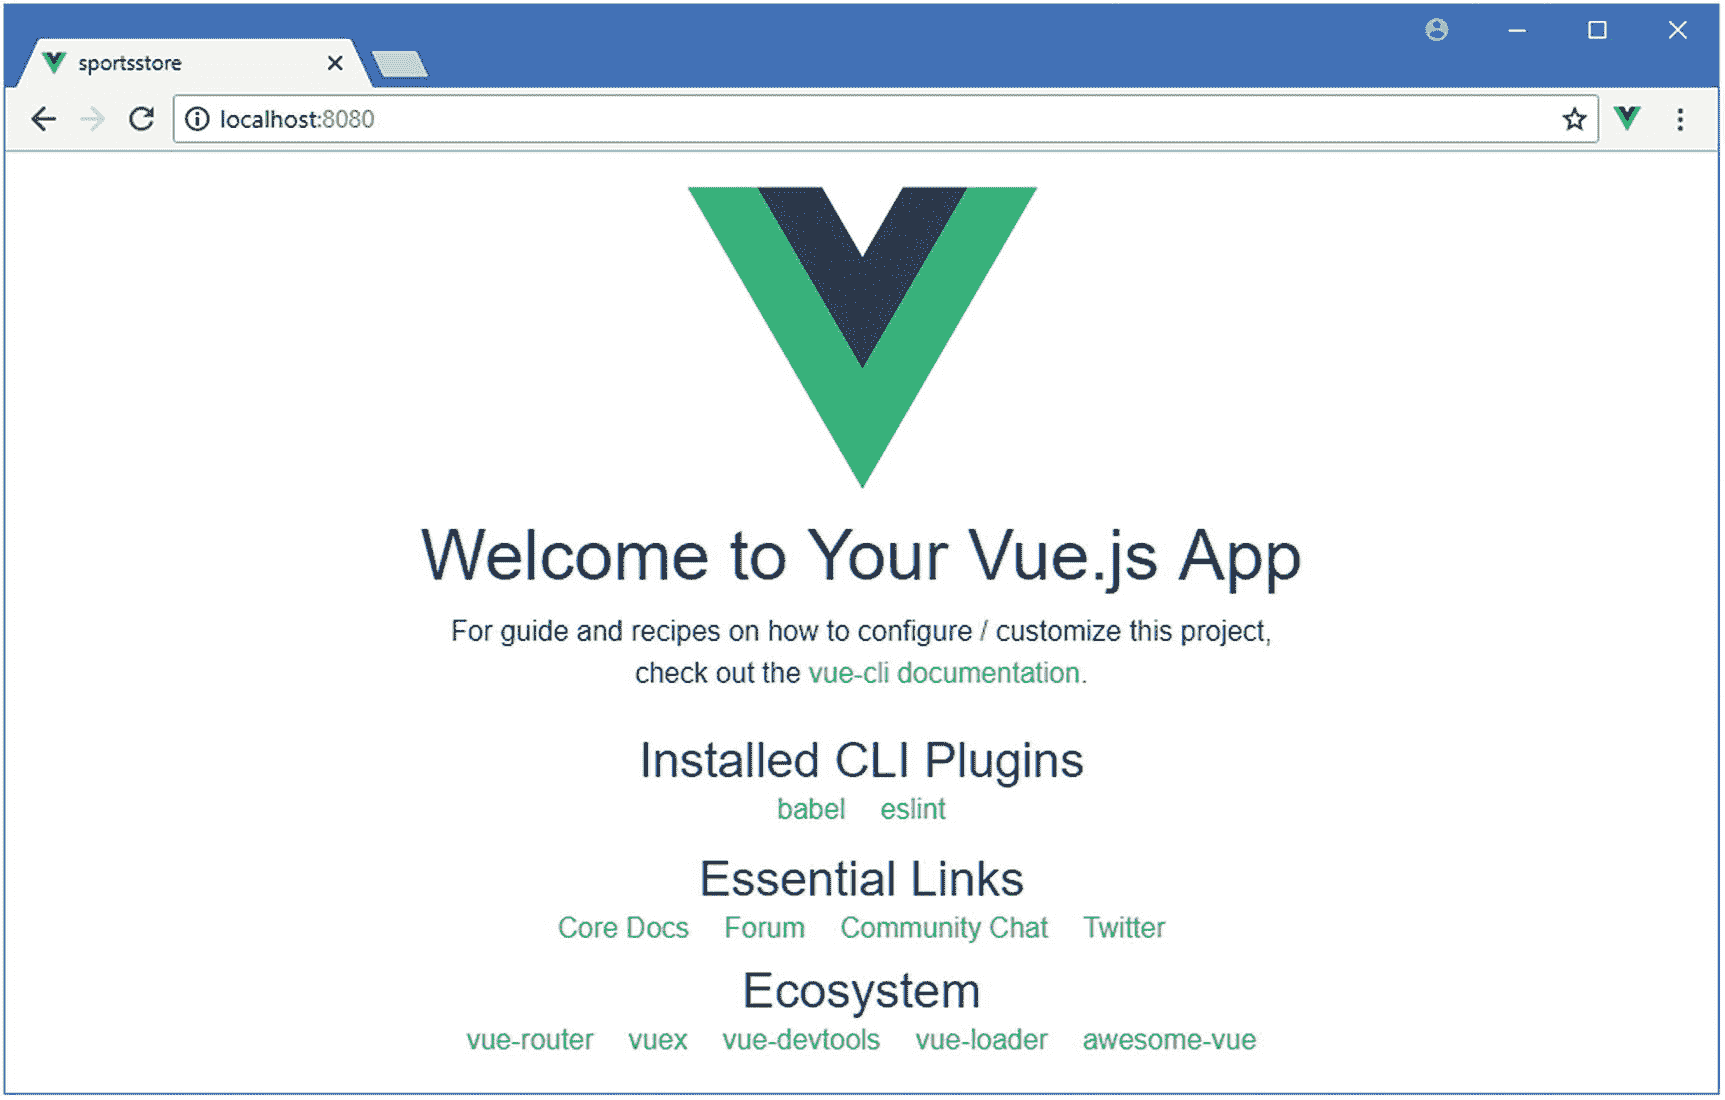 sportsstore
localhost:8080
Welcome to Your Vue.js App
For guide and recipes on how to configure / customize this project,
check out the vue-cli documentation.
Installed CLI Plugins
babel eslint
Essential Links
Core Docs Forum Community Chat Twitter
Ecosystem
vue-router vuex vue-devtools vue-loader awesome-vue